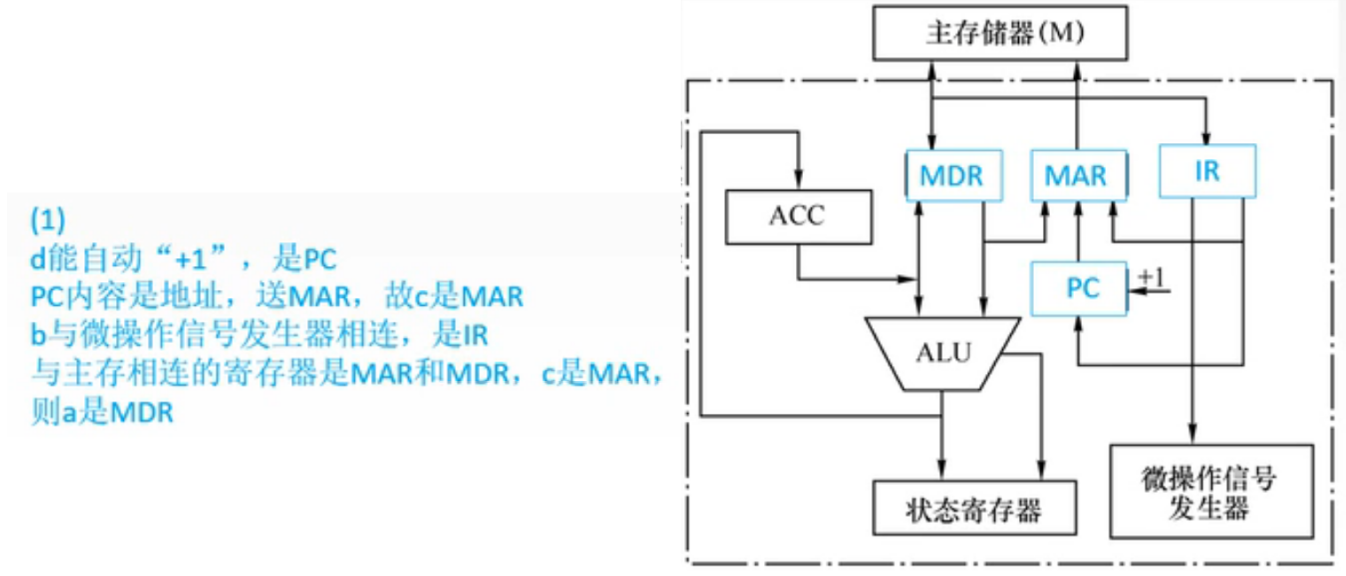 (1)
d能自动“+1”，是PC
PC内容是地址，送MAR，故c是MAR
b与微操作信号发生器相连，是IR
与主存相连的寄存器是MAR和MDR，c是MAR，
则a是MDR
主存储器(M)
MDR
MAR
IR
ACC
PC
+1
ALU
状态寄存器
微操作信号
发生器